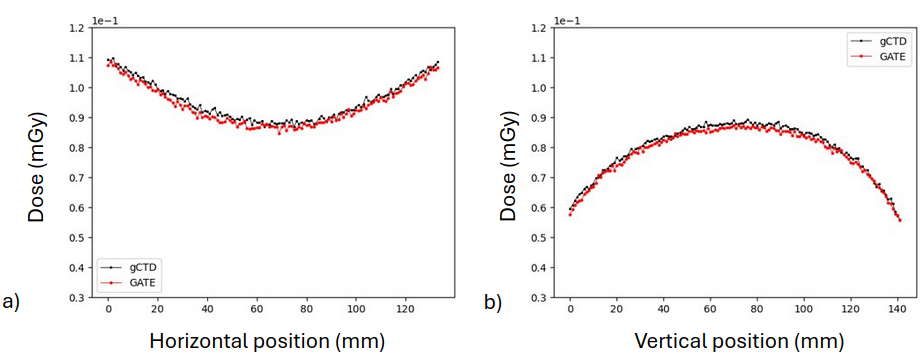 1e−1
1.2
1.1
1.0
0.9
0.8
0.7
0.6
0.5
0.4
0.3
Dose (mGy)
gCTD
GATE
0 20 40 60 80 100 120
a)
Horizontal position (mm)
1e−1
1.2
1.1
1.0
0.9
0.8
0.7
0.6
0.5
0.4
0.3
Dose (mGy)
gCTD
GATE
0 20 40 60 80 100 120 140
b)
Vertical position (mm)